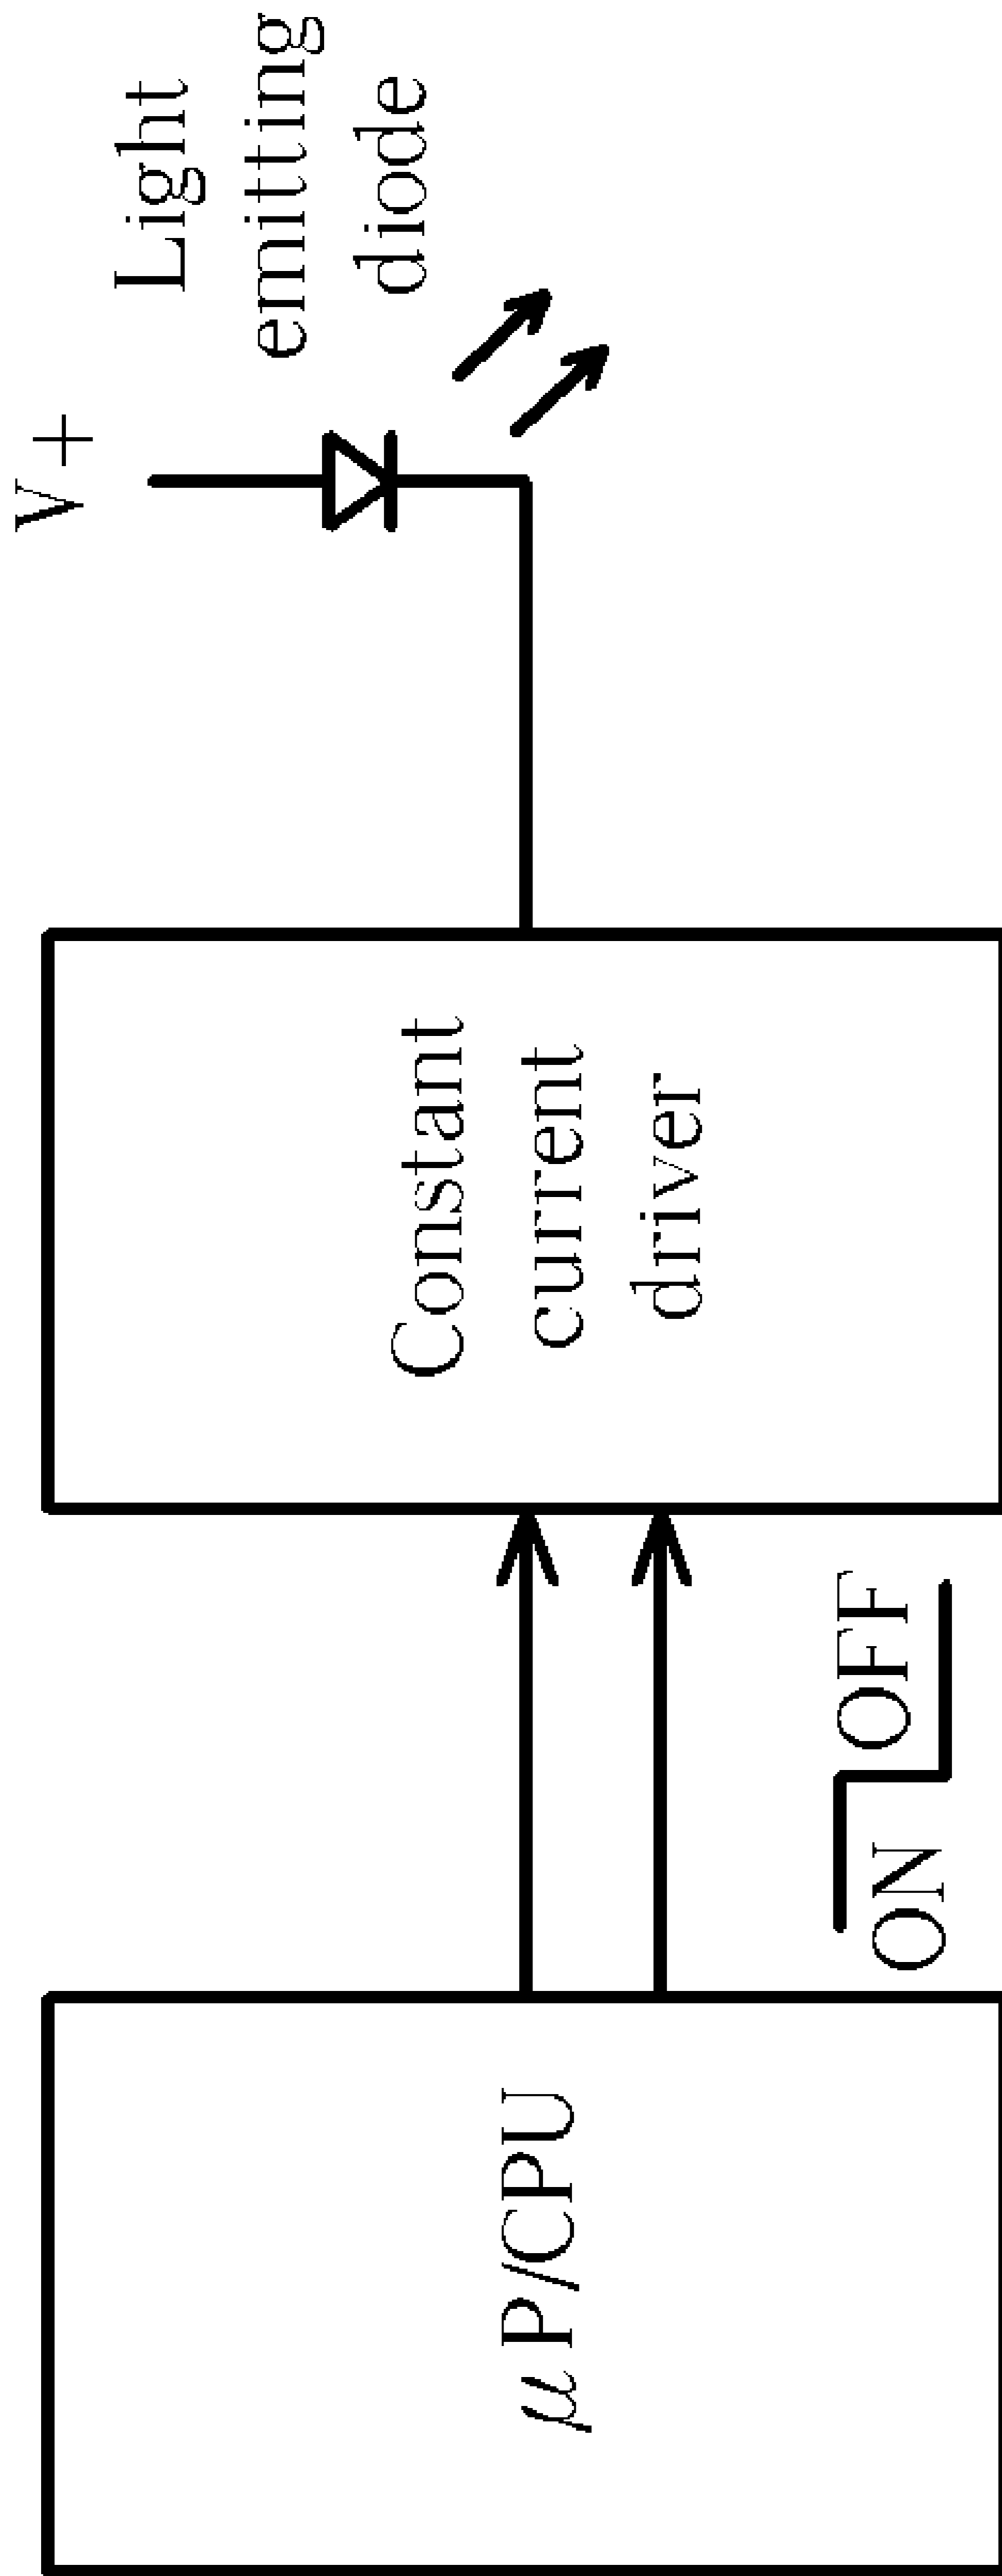 μP/CPU
ON
OFF
Constant
current
driver
V+
Light
emitting
diode